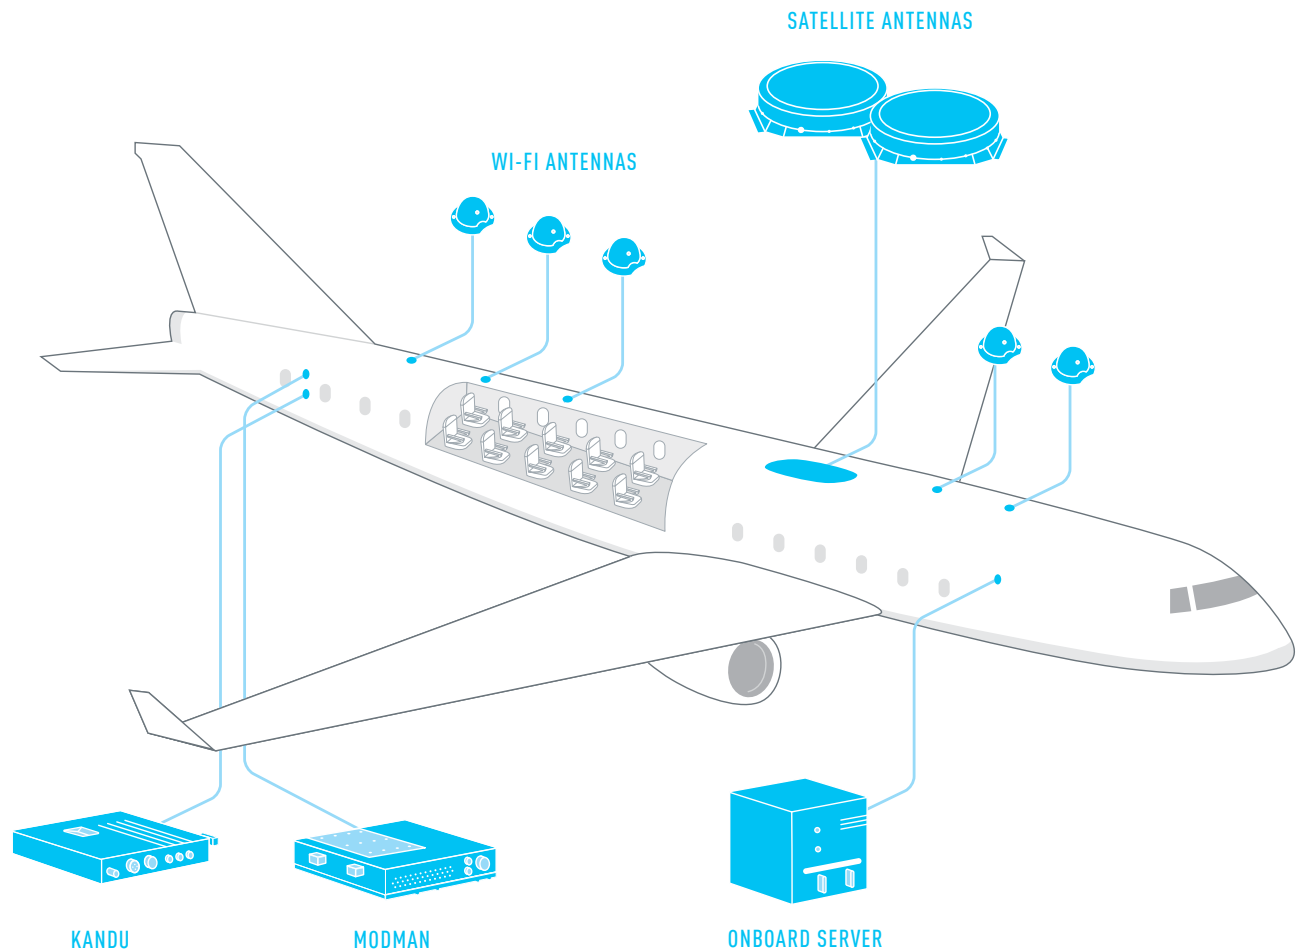 SATELLITE ANTENNAS
WI-FI ANTENNAS
KANDU
MODMAN
ONBOARD SERVER